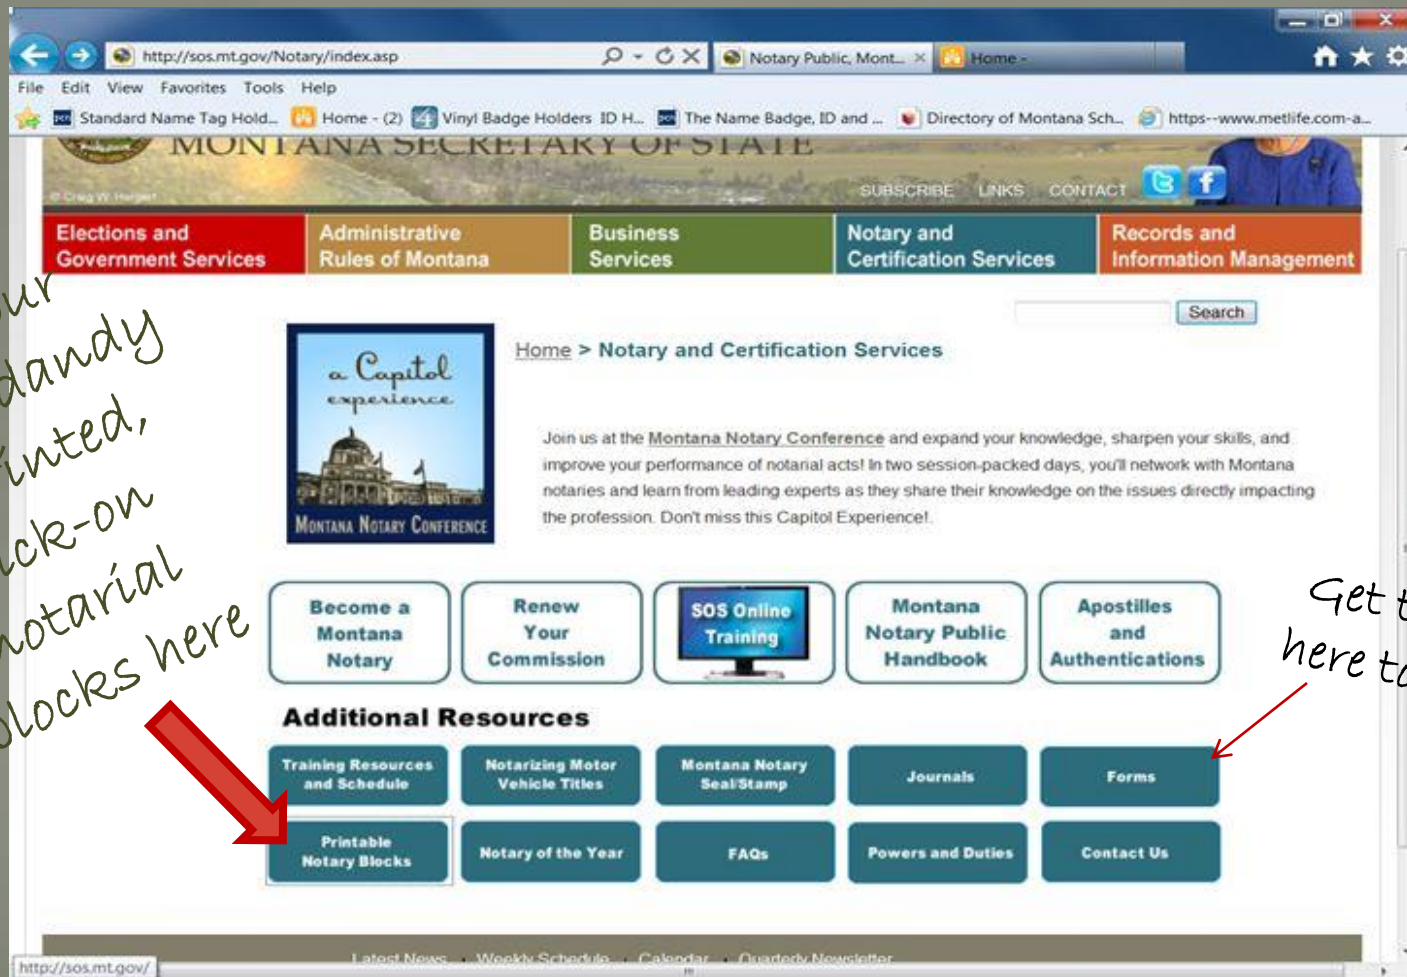 http://sos.mt.gov/Notary/index.asp
Notary Public, Mont...
Home -
File Edit View Favorites Tools Help
Standard Name Tag Hold...
Home - (2)
Vinyl Badge Holders ID H...
The Name Badge, ID and ...
Directory of Montana Sch...
https--www.metlife.com-a...
MONTANA SECRETARY OF STATE
SUBSCRIBE LINKS CONTACT
Elections and
Government Services
Administrative
Rules of Montana
Business
Services
Notary and
Certification Services
Records and
Information Management
Search
dandy
notarial
here
a Capitol
experience
MONTANA NOTARY CONFERENCE
Home > Notary and Certification Services
Join us at the Montana Notary Conference and expand your knowledge, sharpen your skills, and
improve your performance of notarial acts! In two session-packed days, you'll network with Montana
notaries and learn from leading experts as they share their knowledge on the issues directly impacting
the profession. Don't miss this Capitol Experience!.
Become a
Montana
Notary
Renew
Your
Commission
SOS Online
Training
Montana
Notary Public
Handbook
Apostilles
and
Authentications
Get
here
Additional Resources
Training Resources
and Schedule
Notarizing Motor
Vehicle Titles
Montana Notary
Seal/Stamp
Journals
Forms
Printable
Notary Blocks
Notary of the Year
FAQs
Powers and Duties
Contact Us
Latest News Weekly Schedule Calendar Quarterly Newsletter
http://sos.mt.gov/